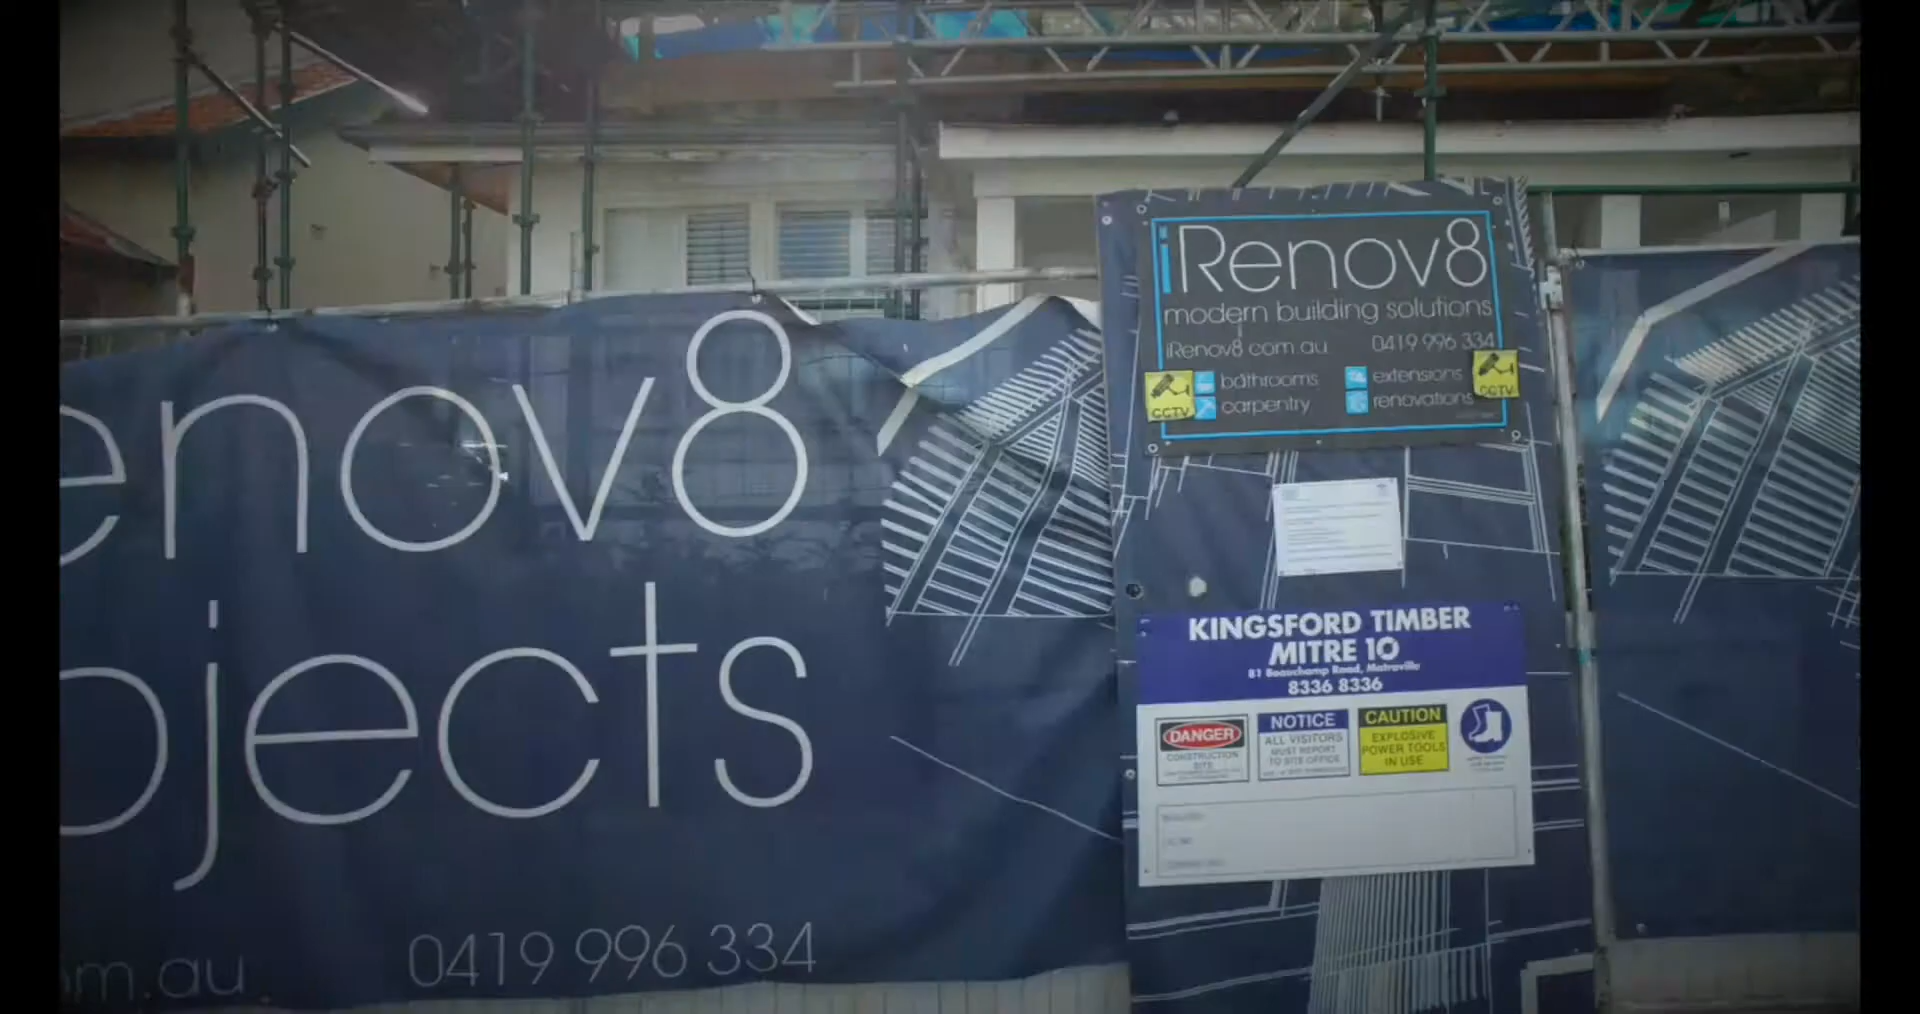 enov8
ojects
om.au
0419 996 334
iRenov8
modern building solutions
iRenov8.com.au 0419 996 334
bathrooms extensions
carpentry renovations
CCTV
CCTV
KINGSFORD TIMBER
MITRE 10
81 Beauchamp Road, Matraville
8336 8336
DANGER
CONSTRUCTION
SITE
NOTICE
ALL VISITORS
MUST REPORT
TO SITE OFFICE
CAUTION
EXPLOSIVE
POWER TOOLS
IN USE